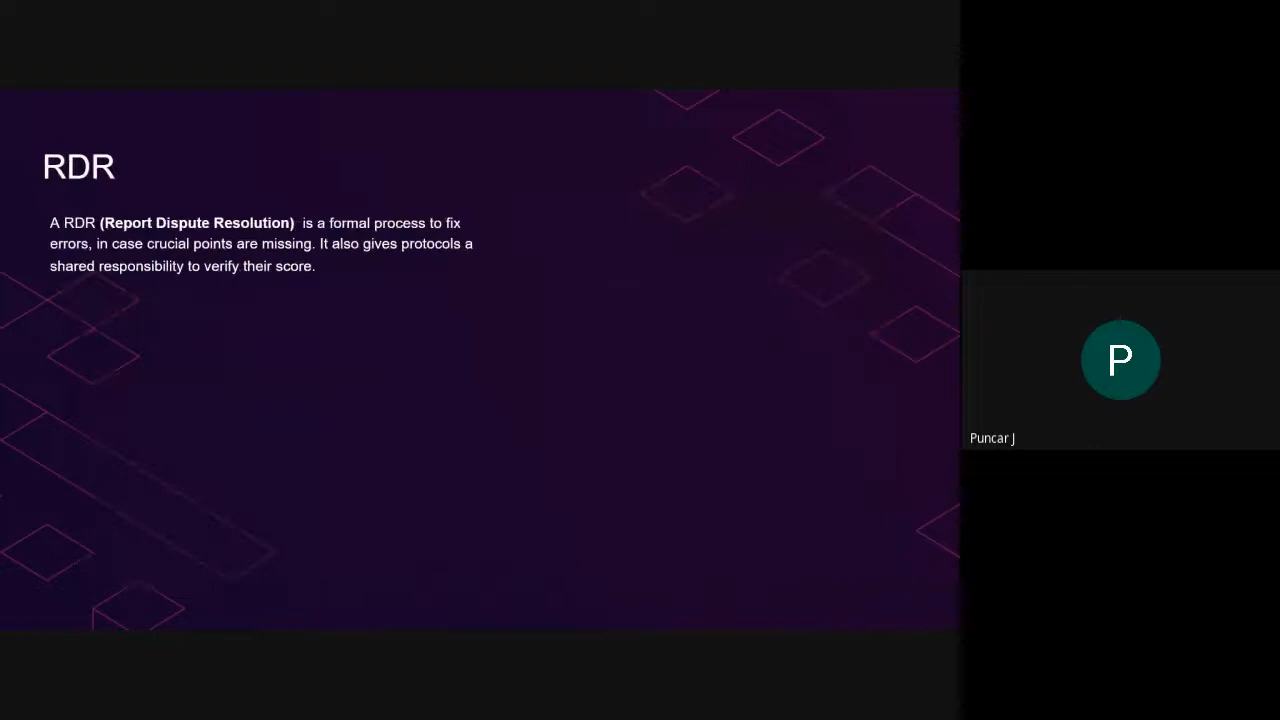 RDR
A RDR (Report Dispute Resolution) is a formal process to fix
errors, in case crucial points are missing. It also gives protocols a
shared responsibility to verify their score.
P
Puncar J